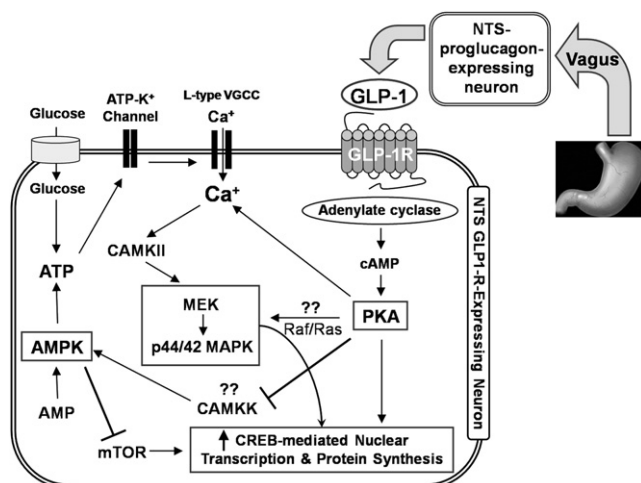 NTS-
proglucagon-
expressing
neuron
Vagus
GLP-1
ATP-K+
Channel
L-type VGCC
Ca+
Glucose
GLP-1R
Glucose
Ca+
Adenylate cyclase
NTS GLP1-R-Expressing Neuron
CAMKII
cAMP
ATP
MEK
p44/42 MAPK
??
Raf/Ras
PKA
AMPK
??
CAMKK
AMP
mTOR
CREB-mediated Nuclear
Transcription & Protein Synthesis